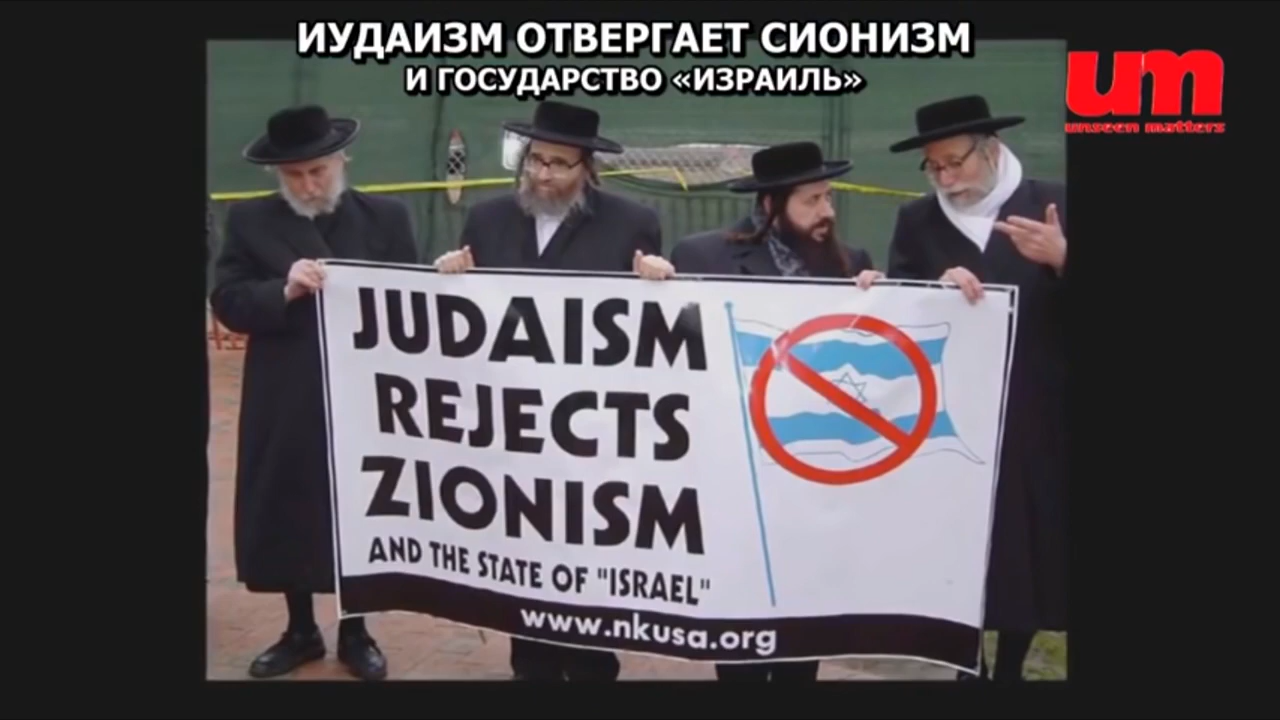 ИУДАИЗМ ОТВЕРГАЕТ СИОНИЗМ
И ГОСУДАРСТВО «ИЗРАИЛЬ»
um
unseen matters
JUDAISM
REJECTS
ZIONISM
AND THE STATE OF "ISRAEL"
www.nkusa.org